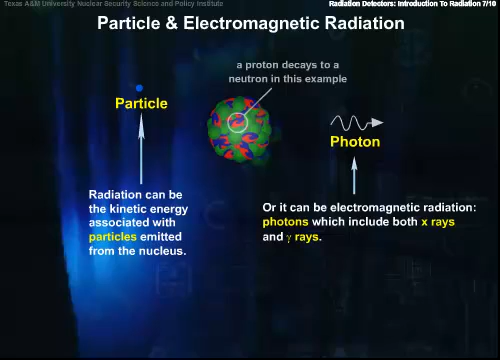 Texas A&M University Nuclear Security Science and Policy Institute
Radiation Detectors: Introduction To Radiation 7/10
Particle & Electromagnetic Radiation
a proton decays to a
neutron in this example
Particle
Photon
Radiation can be
the kinetic energy
associated with
particles emitted
from the nucleus.
Or it can be electromagnetic radiation:
photons which include both x rays
and γ rays.